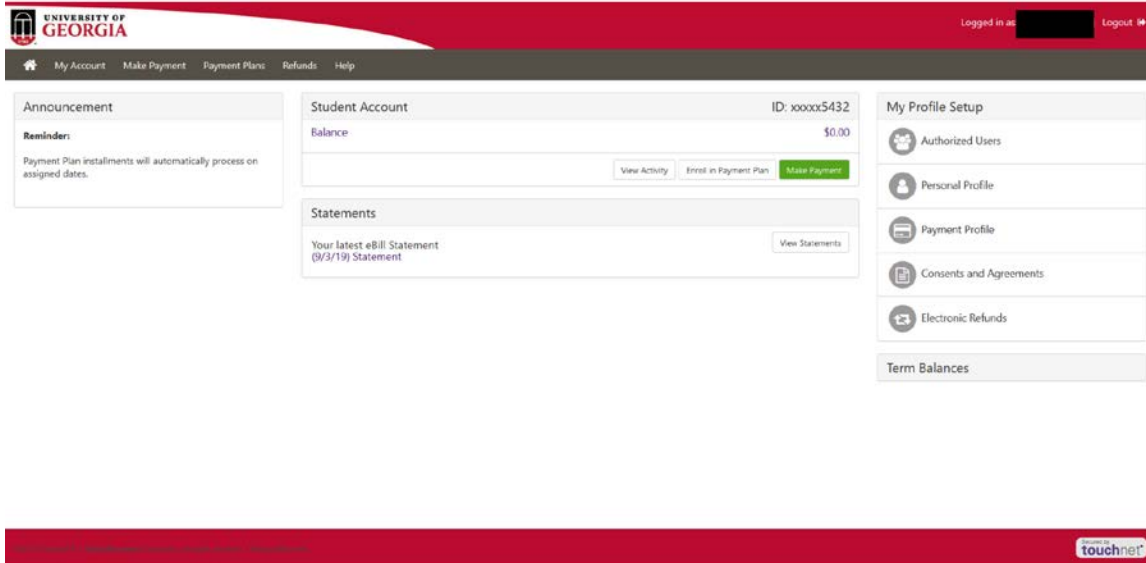 UNIVERSITY OF
GEORGIA
Logged in as
Logout
My Account Make Payment Payment Plans Refunds Help
Announcement
Reminder:
Payment Plan installments will automatically process on
assigned dates.
Student Account ID: xxxxx5432
Balance $0.00
View Activity Enroll in Payment Plan Make Payment
Statements
Your latest eBill Statement
(9/3/19) Statement
View Statements
My Profile Setup
Authorized Users
Personal Profile
Payment Profile
Consents and Agreements
Electronic Refunds
Term Balances
Secured by
touchnet